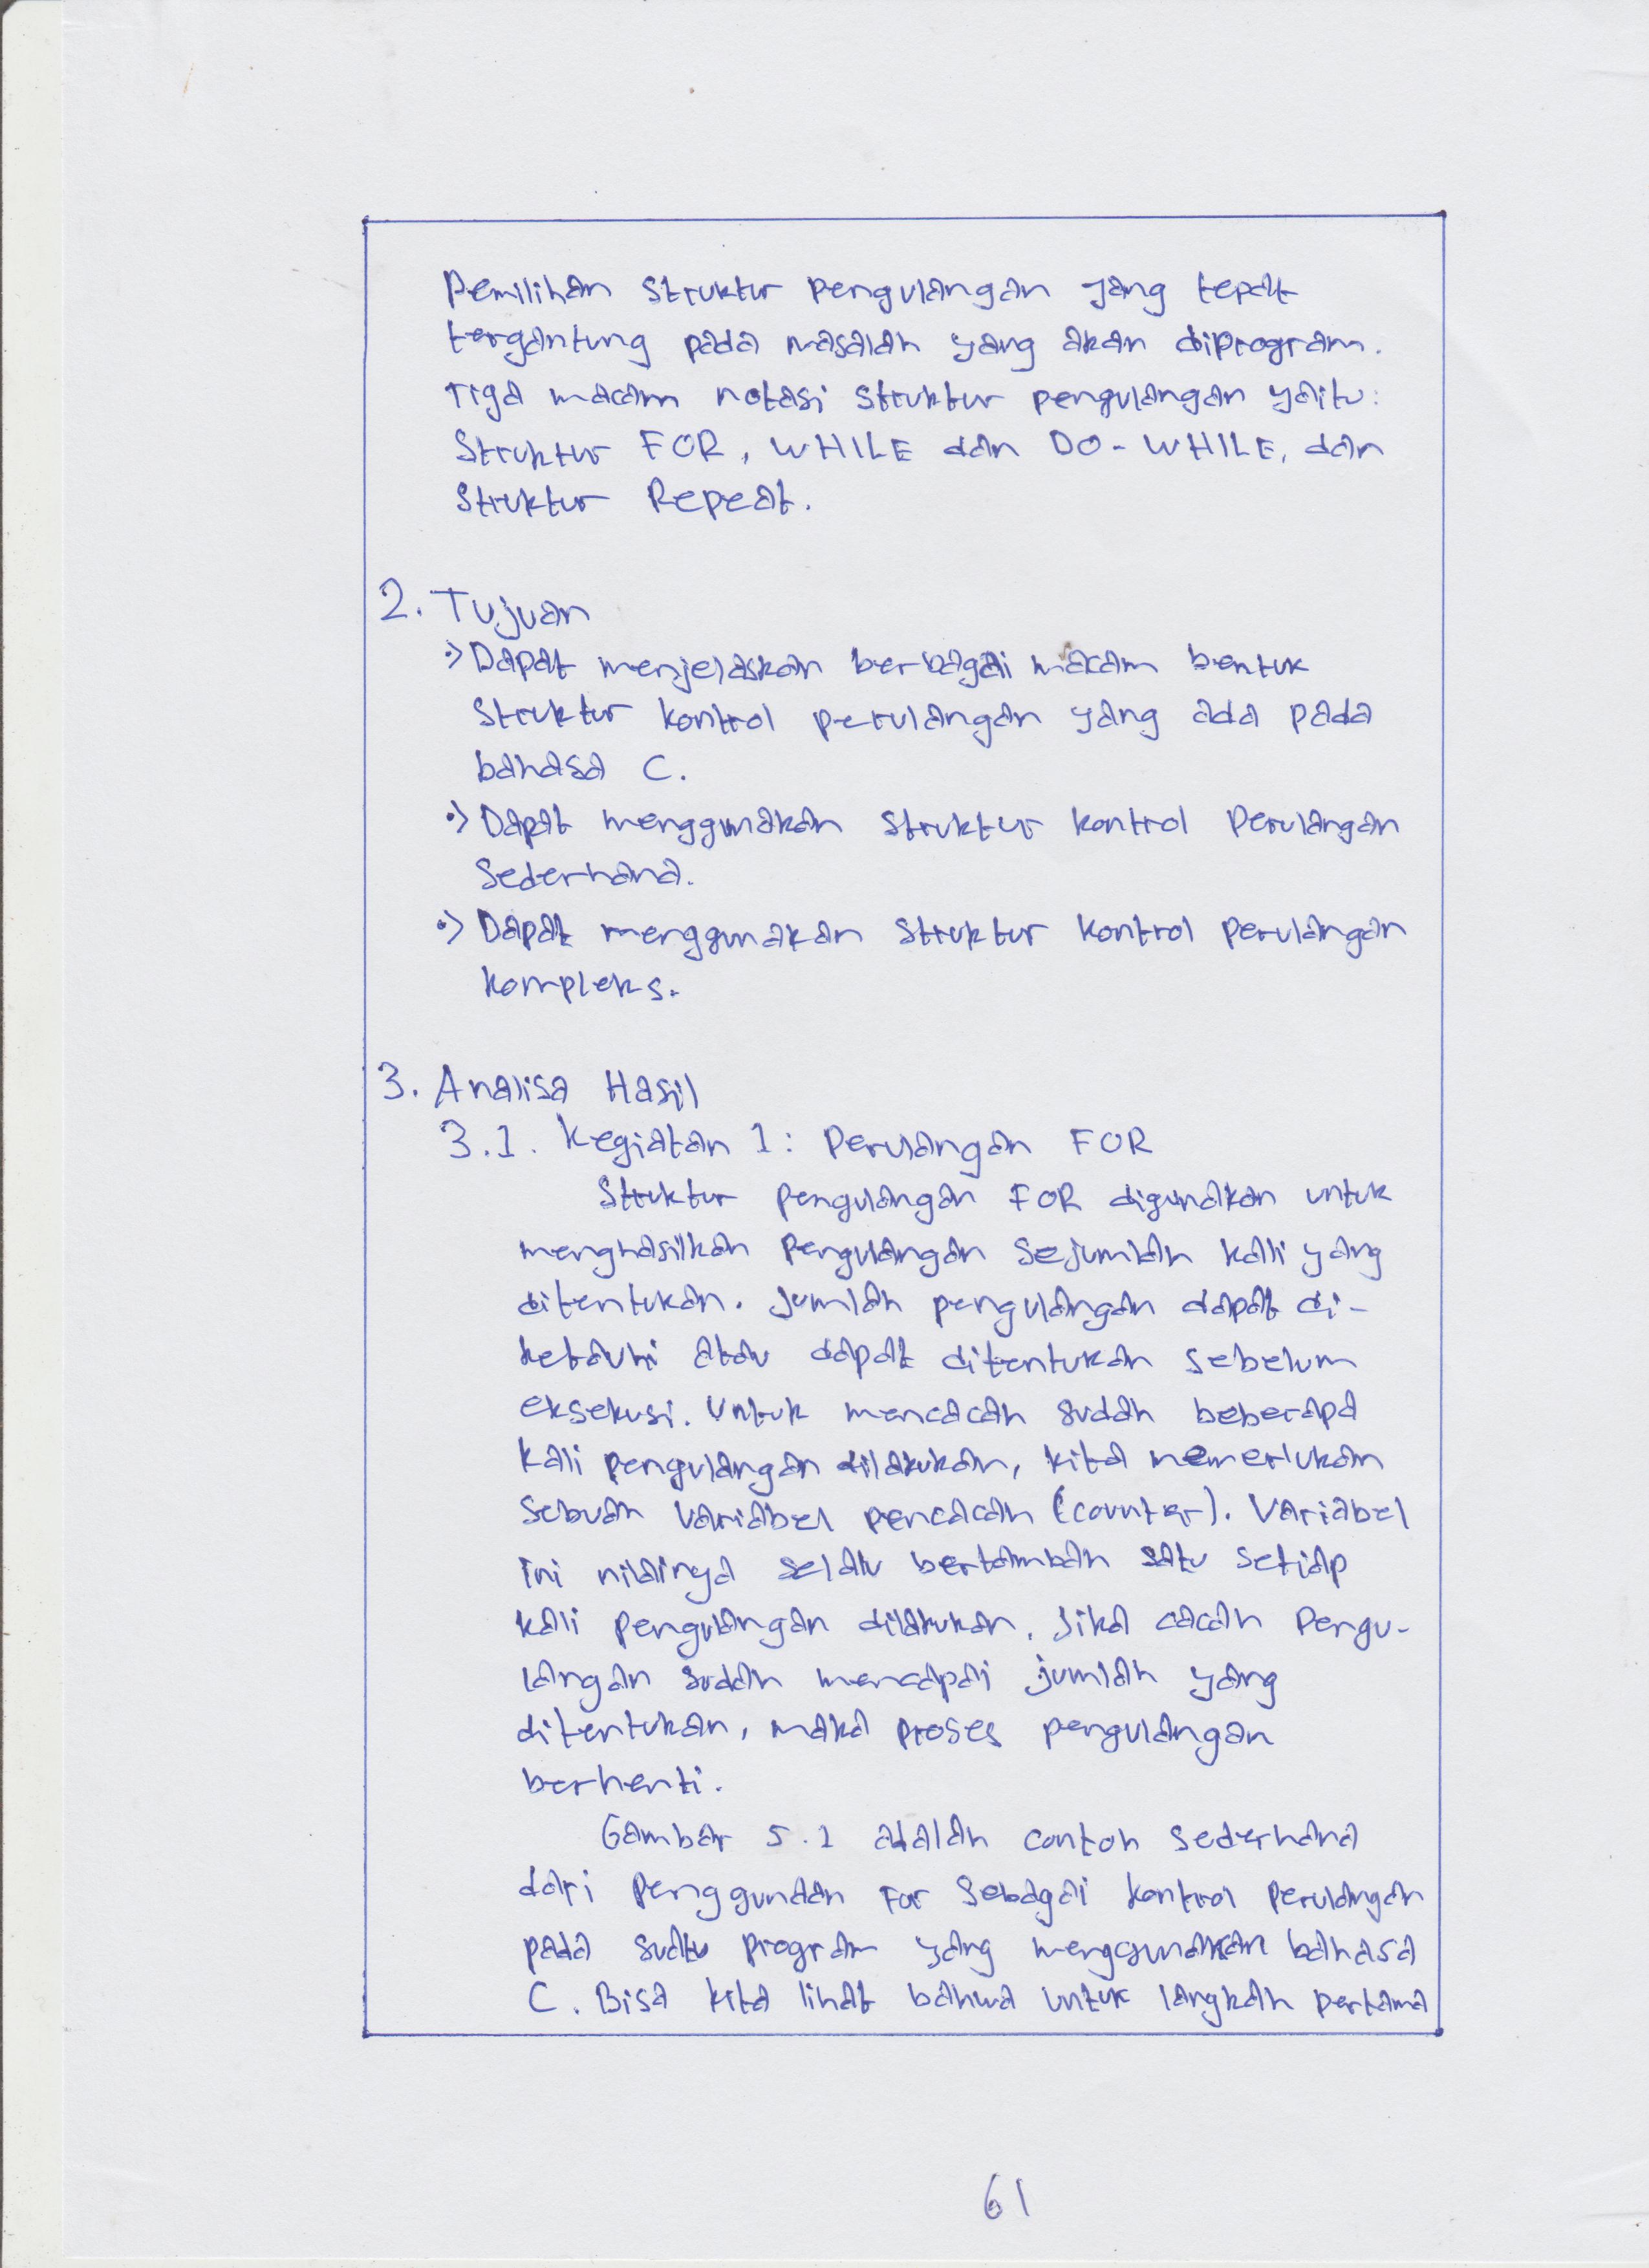 Pemilihan struktur pengulangan yang tepat
tergantung pada masalah yang akan diprogram.
Tiga macam notasi struktur pengulangan yaitu:
Struktur FOR, WHILE dan DO-WHILE, dan
Struktur Repeat.
2. Tujuan
·> Dapat menjelaskan berbagai macam bentuk
struktur kontrol perulangan yang ada pada
bahasa C.
·> Dapat menggunakan struktur kontrol perulangan
sederhana.
·> Dapat menggunakan struktur kontrol perulangan
kompleks.
3. Analisa Hasil
3.1. Kegiatan 1: Perulangan FOR
Struktur pengulangan FOR digunakan untuk
menghasilkan pengulangan sejumlah kali yang
ditentukan. Jumlah pengulangan dapat di-
ketauhi atau dapat ditentukan sebelum
eksekusi. Untuk mencacah sudah beberapa
kali pengulangan dilakukan, kita memerlukan
sebuah variabel pencacah (counter). Variabel
ini nilainya selalu bertambah satu setiap
kali pengulangan dilakukan. Jika cacah pengu-
langan sudah mencapai jumlah yang
ditentukan, maka proses pengulangan
berhenti.
Gambar 5.1 adalah contoh sederhana
dari penggunaan For sebagai kontrol perulangan
pada suatu program yang menggunakan bahasa
C. Bisa kita lihat bahwa untuk langkah pertama
61